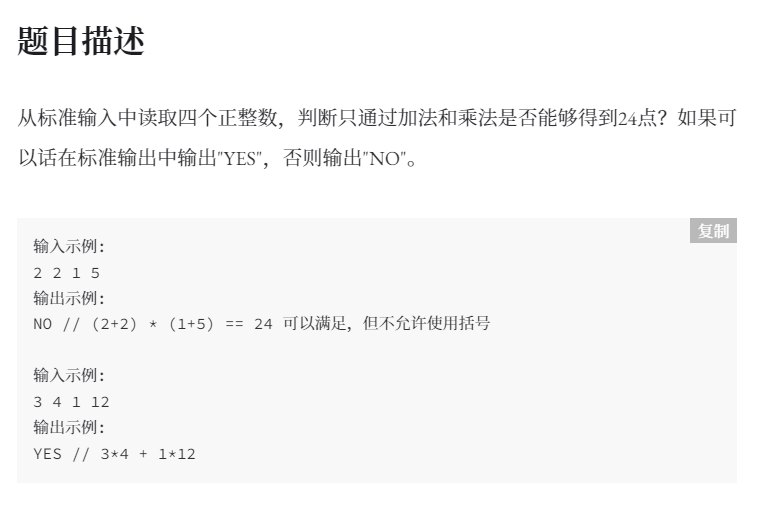 题目描述
从标准输入中读取四个正整数，判断只通过加法和乘法是否能够得到24点？如果可
以话在标准输出中输出"YES"，否则输出"NO"。
复制
输入示例:
2 2 1 5
输出示例:
NO // (2+2) * (1+5) == 24 可以满足，但不允许使用括号
输入示例:
3 4 1 12
输出示例:
YES // 3*4 + 1*12